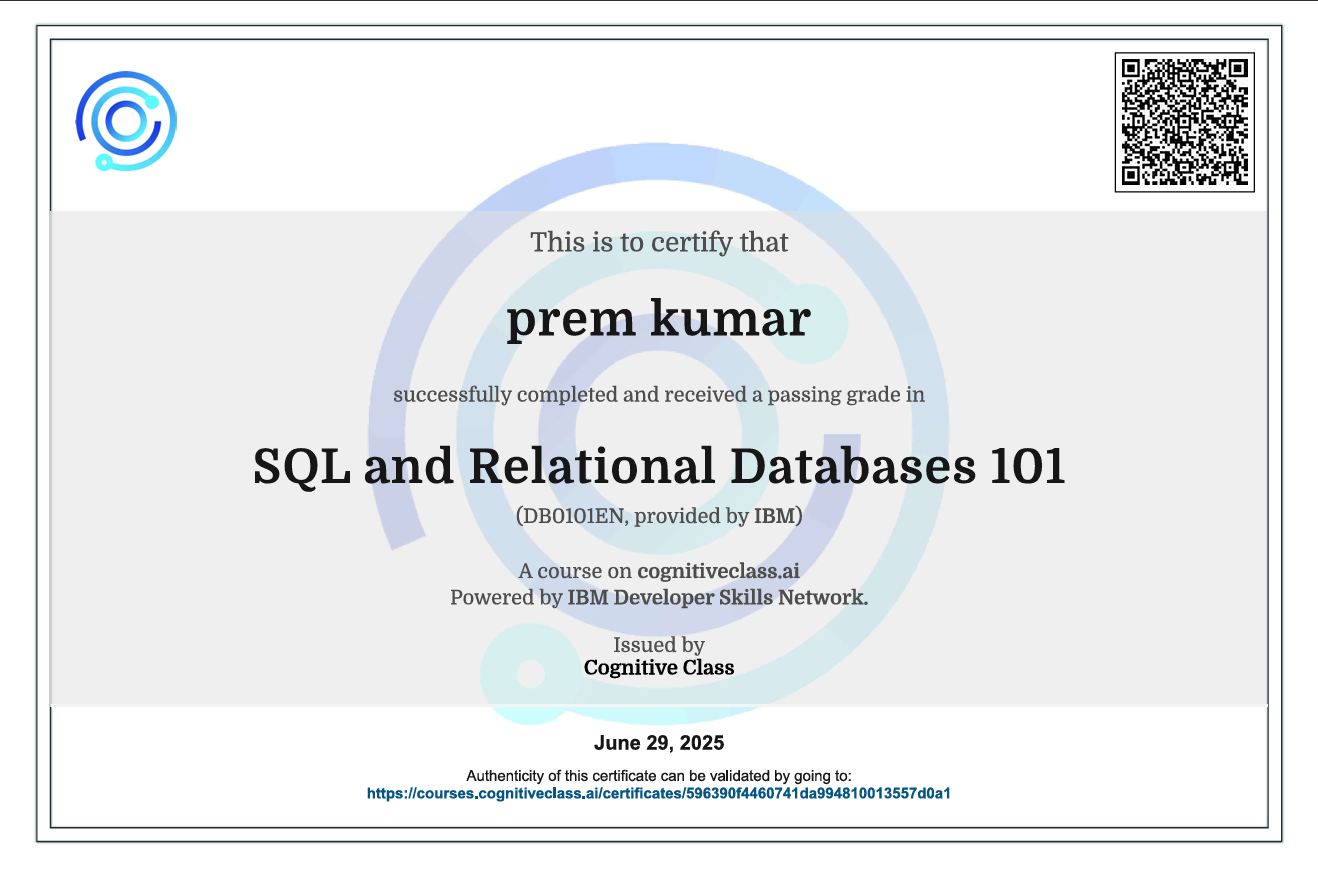 This is to certify that
prem kumar
successfully completed and received a passing grade in
SQL and Relational Databases 101
(DB0101EN, provided by IBM)
A course on cognitiveclass.ai
Powered by IBM Developer Skills Network.
Issued by
Cognitive Class
June 29, 2025
Authenticity of this certificate can be validated by going to:
https://courses.cognitiveclass.ai/certificates/596390f4460741da994810013557d0a1